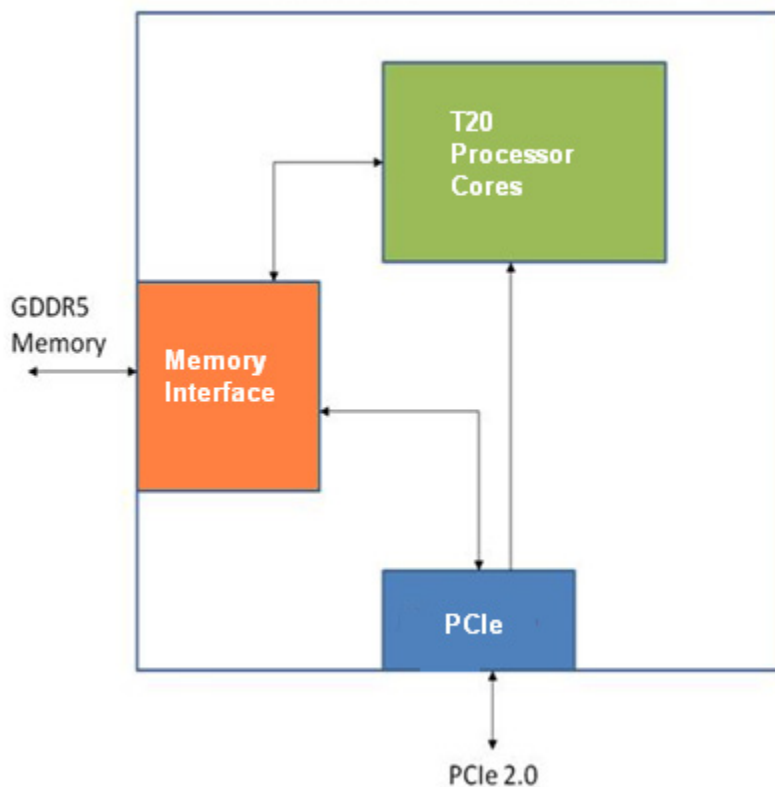 T20
Processor
Cores
GDDR5
Memory
Memory
Interface
PCIe
PCIe 2.0